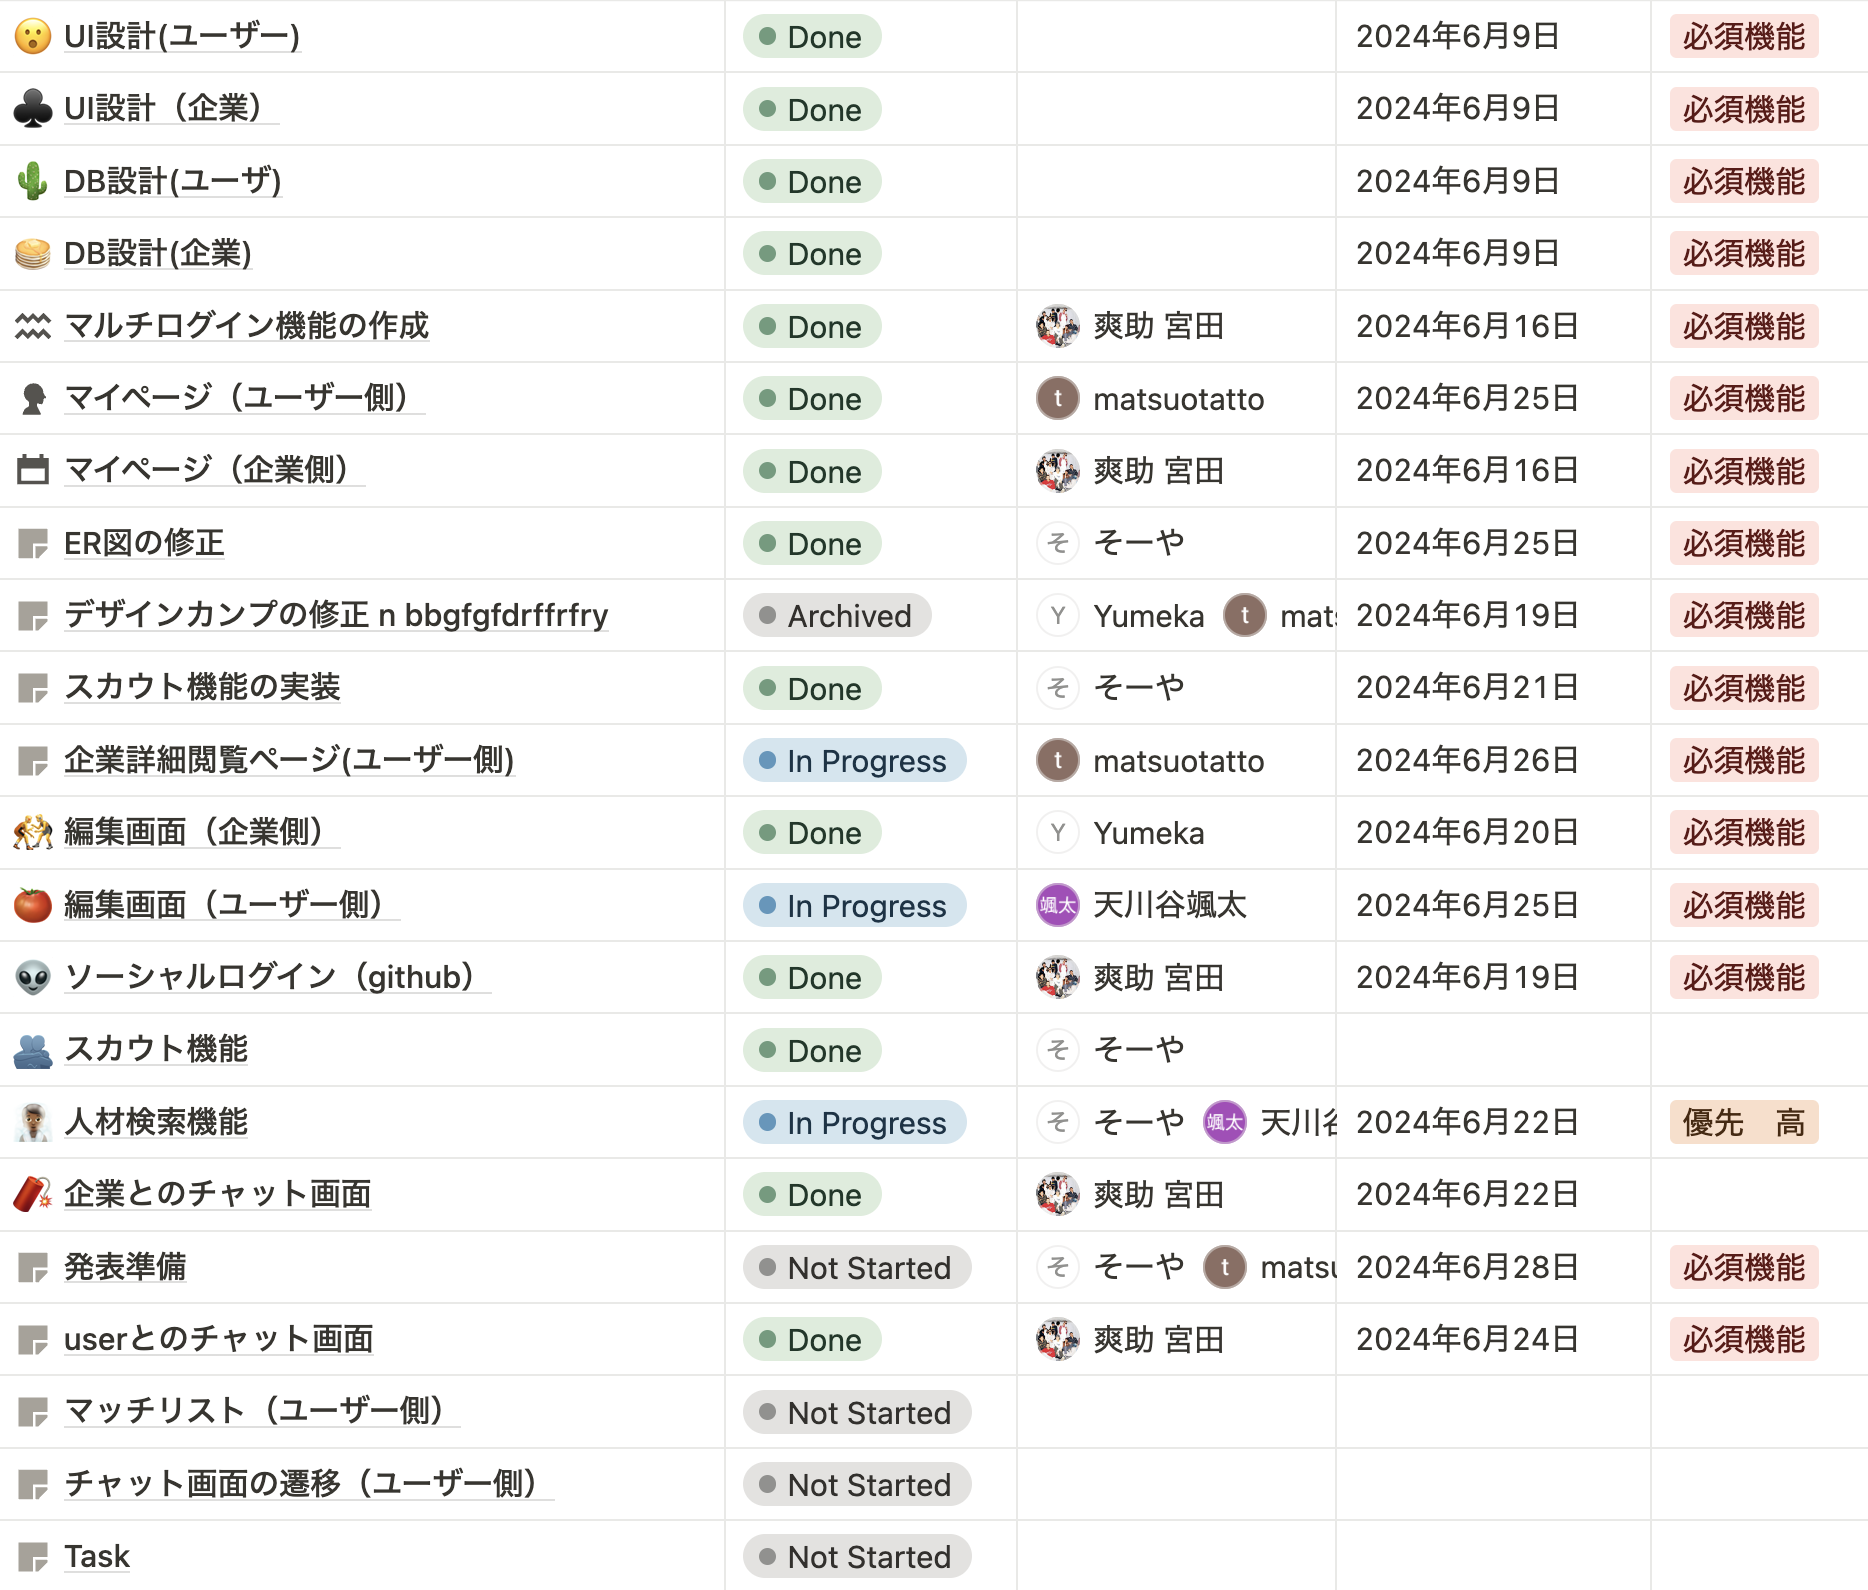 UI設計(ユーザー) Done 2024年6月9日 必須機能
UI設計（企業） Done 2024年6月9日 必須機能
DB設計(ユーザ) Done 2024年6月9日 必須機能
DB設計(企業) Done 2024年6月9日 必須機能
マルチログイン機能の作成 Done 爽助 宮田 2024年6月16日 必須機能
マイページ（ユーザー側） Done t matsuotatto 2024年6月25日 必須機能
マイページ（企業側） Done 爽助 宮田 2024年6月16日 必須機能
ER図の修正 Done そ そーや 2024年6月25日 必須機能
デザインカンプの修正 n bbgfgfdrffrfry Archived Y Yumeka t mats 2024年6月19日 必須機能
スカウト機能の実装 Done そ そーや 2024年6月21日 必須機能
企業詳細閲覧ページ(ユーザー側) In Progress t matsuotatto 2024年6月26日 必須機能
編集画面（企業側） Done Y Yumeka 2024年6月20日 必須機能
編集画面（ユーザー側） In Progress 颯太 天川谷颯太 2024年6月25日 必須機能
ソーシャルログイン（github） Done 爽助 宮田 2024年6月19日 必須機能
スカウト機能 Done そ そーや
人材検索機能 In Progress そ そーや 颯太 天川谷 2024年6月22日 優先　高
企業とのチャット画面 Done 爽助 宮田 2024年6月22日
発表準備 Not Started そ そーや t matsu 2024年6月28日 必須機能
userとのチャット画面 Done 爽助 宮田 2024年6月24日 必須機能
マッチリスト（ユーザー側） Not Started
チャット画面の遷移（ユーザー側） Not Started
Task Not Started